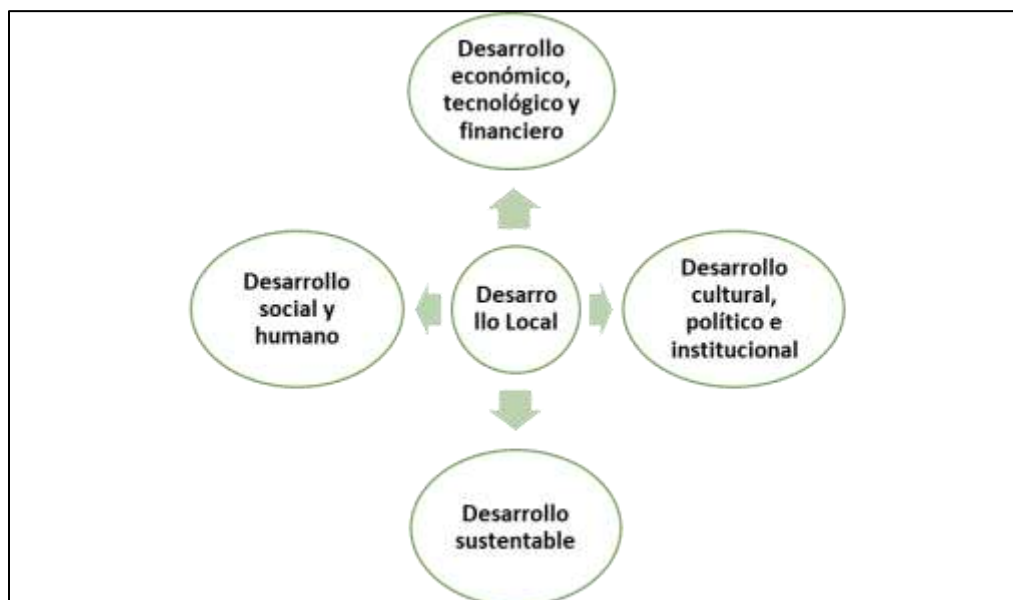 Desarrollo
económico,
tecnológico y
financiero
Desarrollo
social y
humano
Desarro
llo Local
Desarrollo
cultural,
político e
institucional
Desarrollo
sustentable